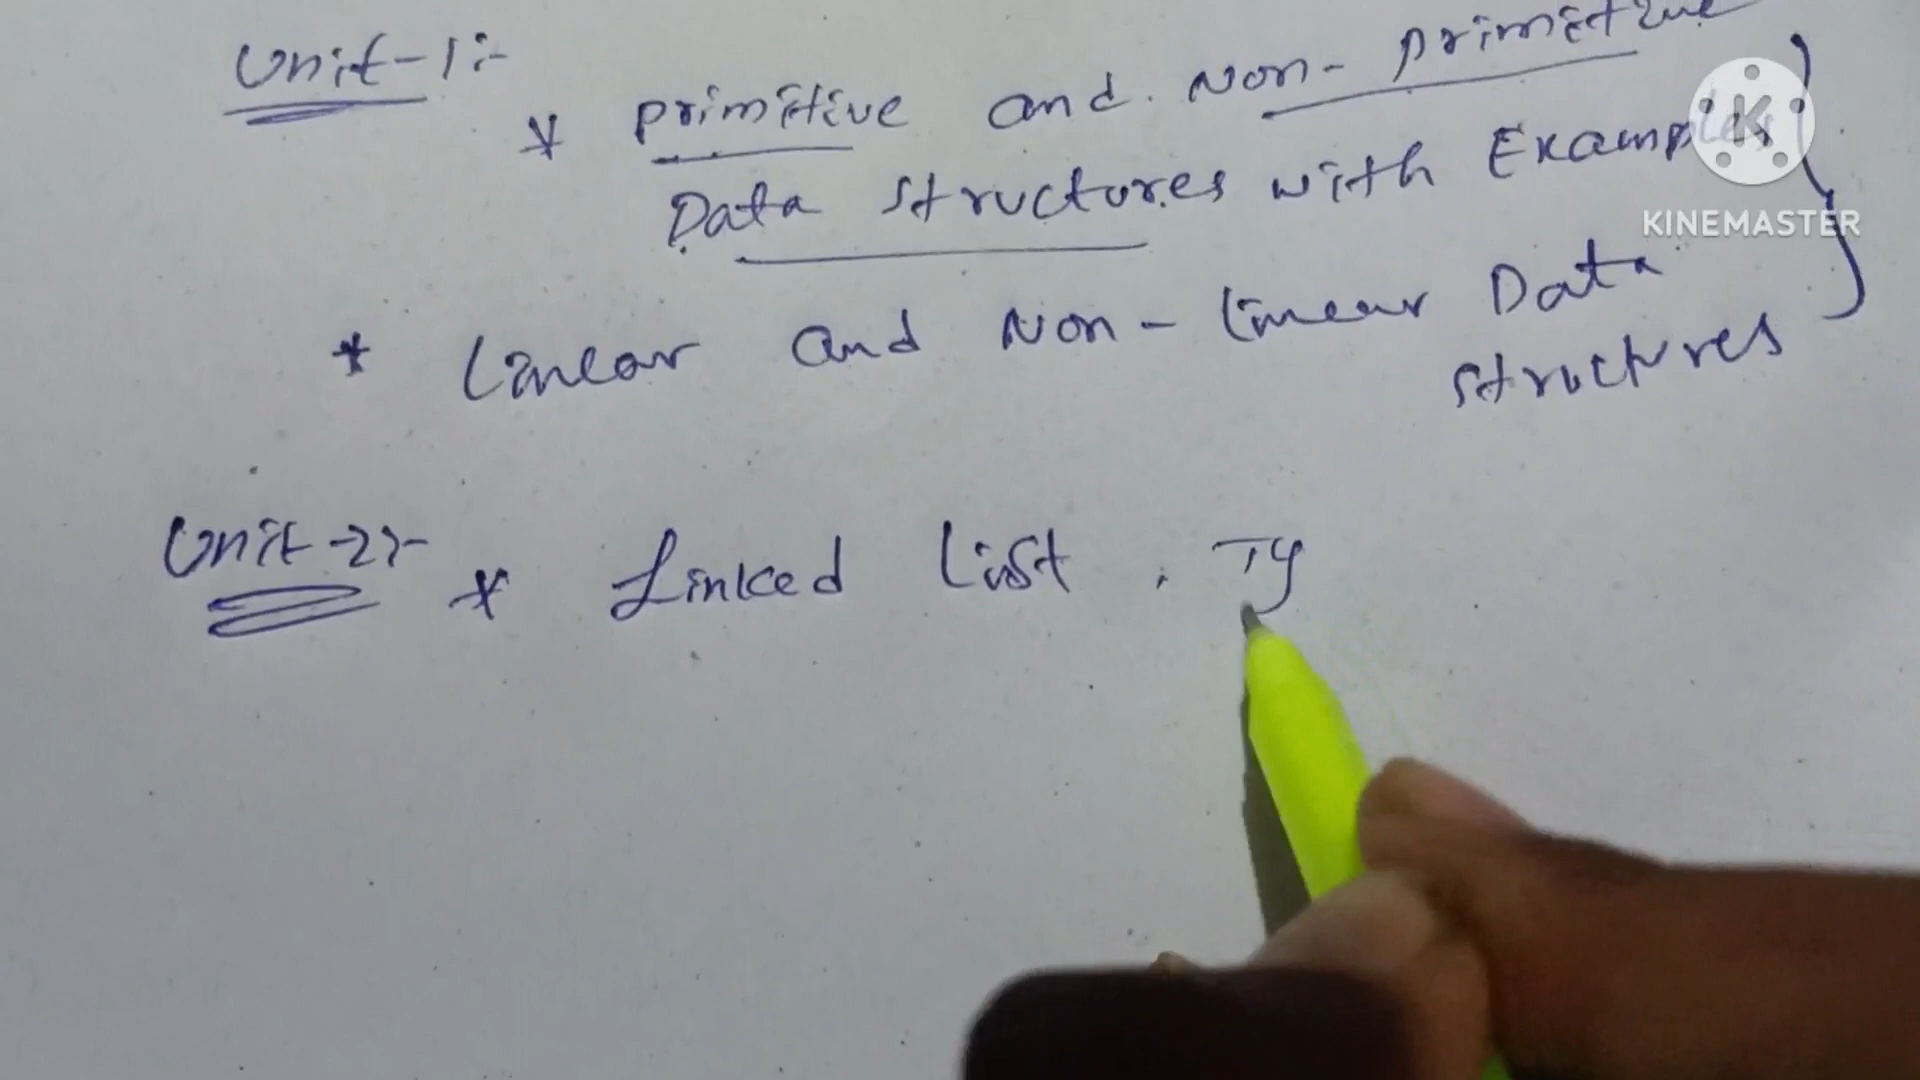 Unit-1:-
* Primitive and Non-primitive
Data structures with Examples
* Linear and Non-linear Data
structures
Unit-2:-
* Linked List. Ty
KINEMASTER